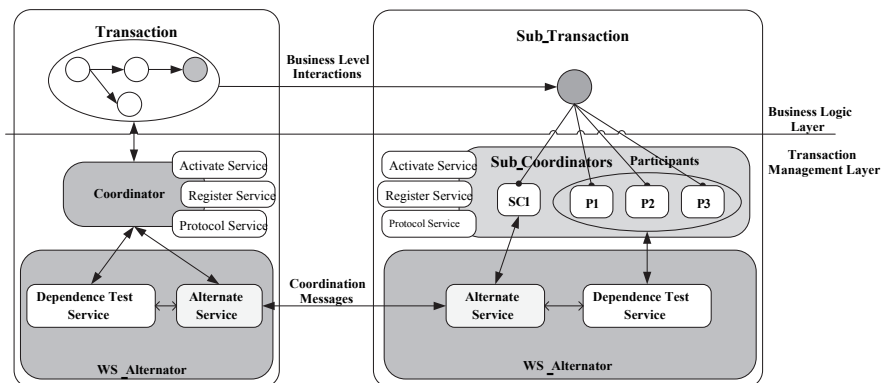 Transaction
Business Level
Interactions
Sub_Transaction
Business Logic
Layer
Transaction
Management Layer
Coordinator
Activate Service
Register Service
Protocol Service
Activate Service
Register Service
Protocol Service
Sub_Coordinators
Participants
SC1
P1
P2
P3
Dependence Test
Service
Alternate
Service
Coordination
Messages
Alternate
Service
Dependence Test
Service
WS_Alternator
WS_Alternator